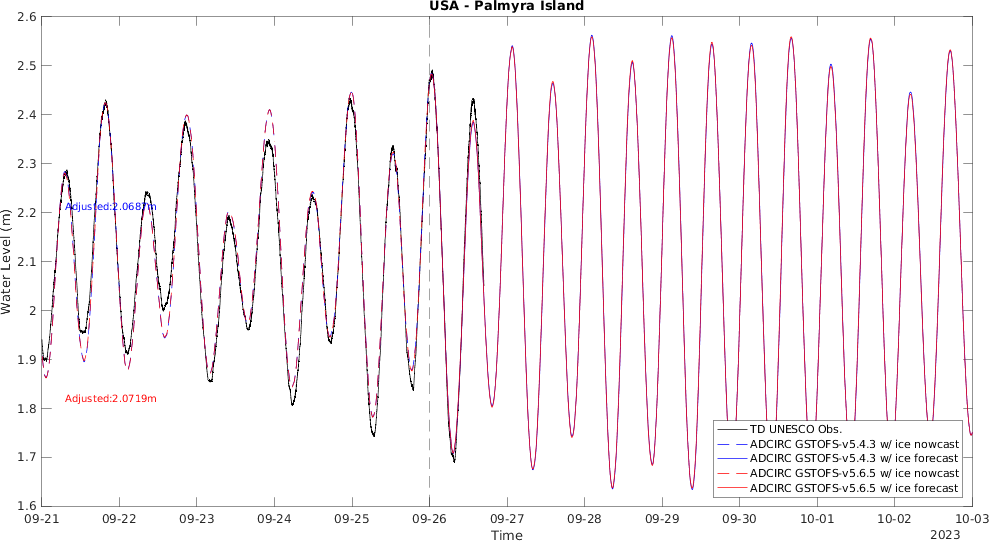 USA - Palmyra Island
2.6
2.5
2.4
2.3
2.2
2.1
2
1.9
1.8
1.7
1.6
Water Level (m)
Adjusted:2.0687m
Adjusted:2.0719m
TD UNESCO Obs.
ADCIRC GSTOFS-v5.4.3 w/ ice nowcast
ADCIRC GSTOFS-v5.4.3 w/ ice forecast
ADCIRC GSTOFS-v5.6.5 w/ ice nowcast
ADCIRC GSTOFS-v5.6.5 w/ ice forecast
09-21 09-22 09-23 09-24 09-25 09-26 09-27 09-28 09-29 09-30 10-01 10-02 10-03
Time
2023